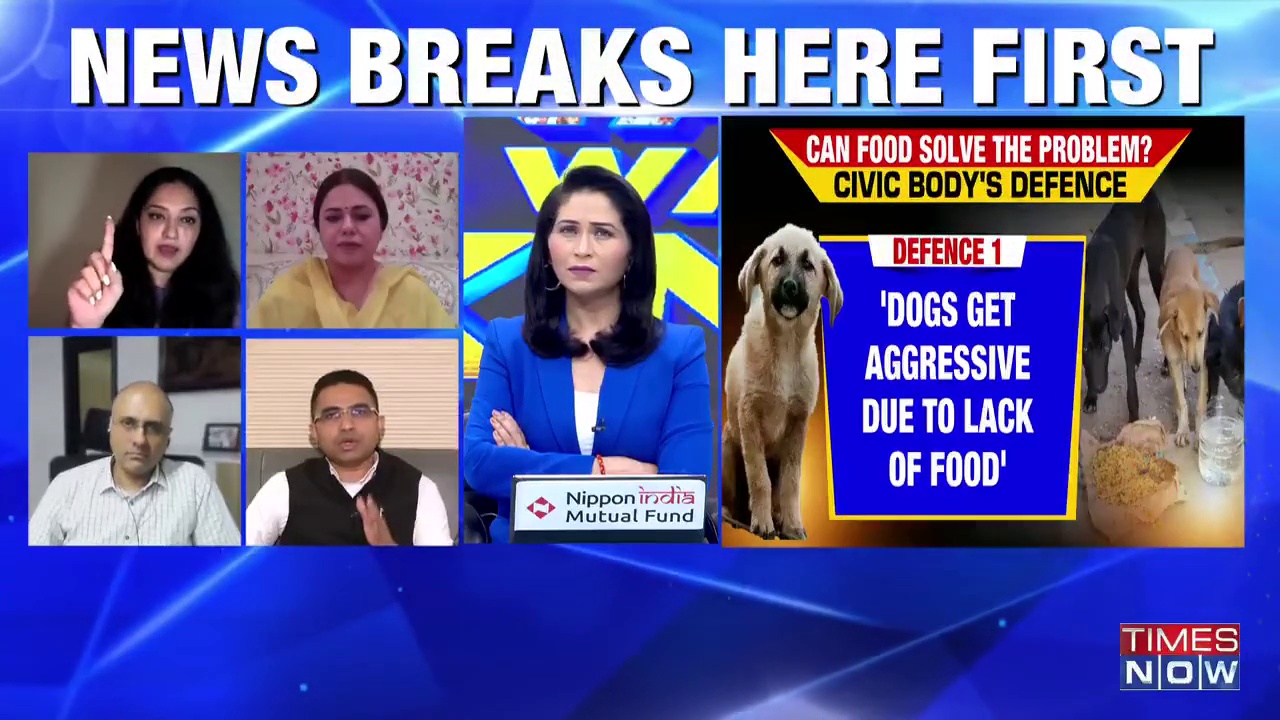 NEWS BREAKS HERE FIRST
CAN FOOD SOLVE THE PROBLEM?
CIVIC BODY'S DEFENCE
DEFENCE 1
'DOGS GET
AGGRESSIVE
DUE TO LACK
OF FOOD'
Nippon india
Mutual Fund
TIMES
NOW